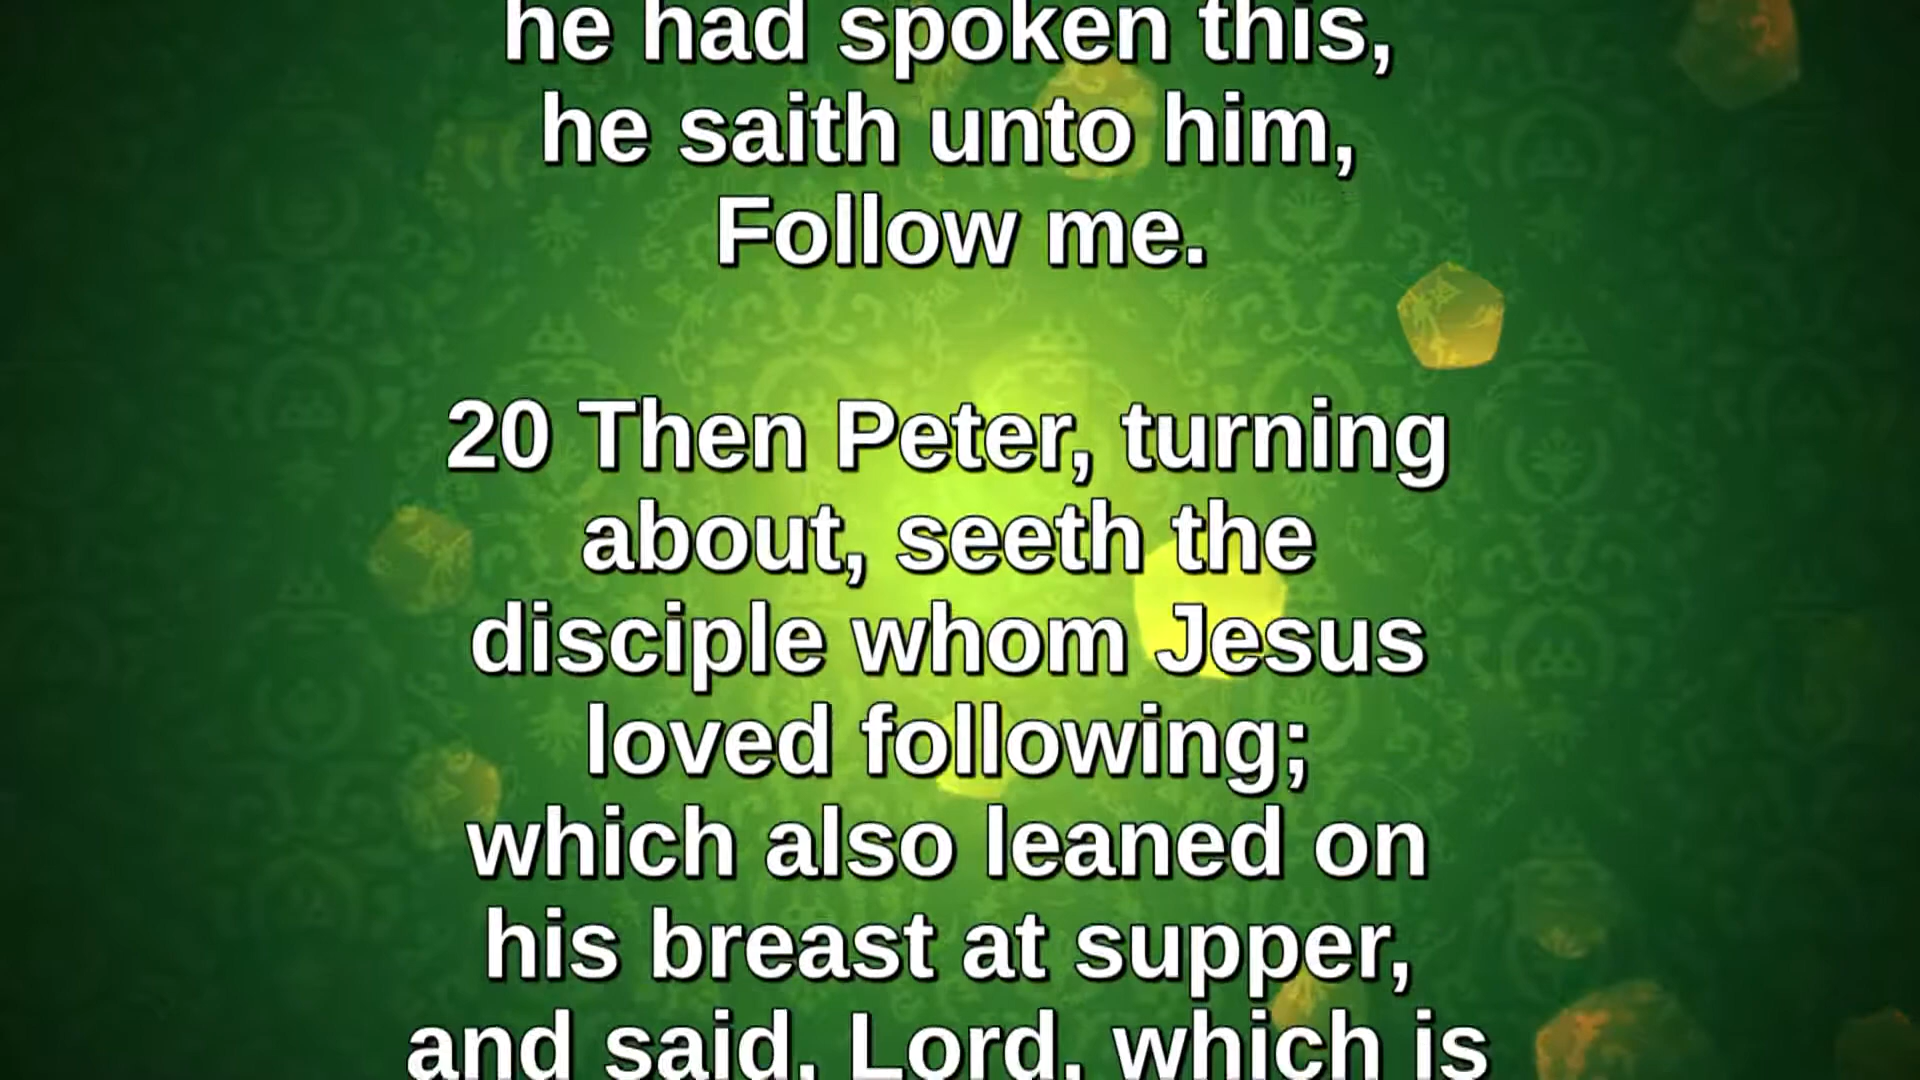 he had spoken this,
he saith unto him,
Follow me.
20 Then Peter, turning
about, seeth the
disciple whom Jesus
loved following;
which also leaned on
his breast at supper,
and said, Lord, which is